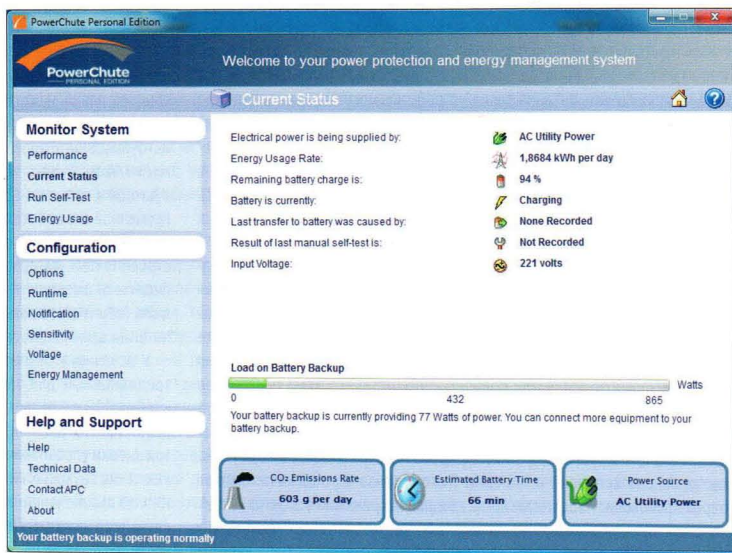 PowerChute Personal Edition
PowerChute
PERSONAL EDITION
Welcome to your power protection and energy management system
Current Status
Monitor System
Performance
Current Status
Run Self-Test
Energy Usage
Configuration
Options
Runtime
Notification
Sensitivity
Voltage
Energy Management
Help and Support
Help
Technical Data
Contact APC
About
Electrical power is being supplied by: AC Utility Power
Energy Usage Rate: 1,8684 kWh per day
Remaining battery charge is: 94 %
Battery is currently: Charging
Last transfer to battery was caused by: None Recorded
Result of last manual self-test is: Not Recorded
Input Voltage: 221 volts
Load on Battery Backup
Watts
0 432 865
Your battery backup is currently providing 77 Watts of power. You can connect more equipment to your
battery backup.
CO₂ Emissions Rate
603 g per day
Estimated Battery Time
66 min
Power Source
AC Utility Power
Your battery backup is operating normally